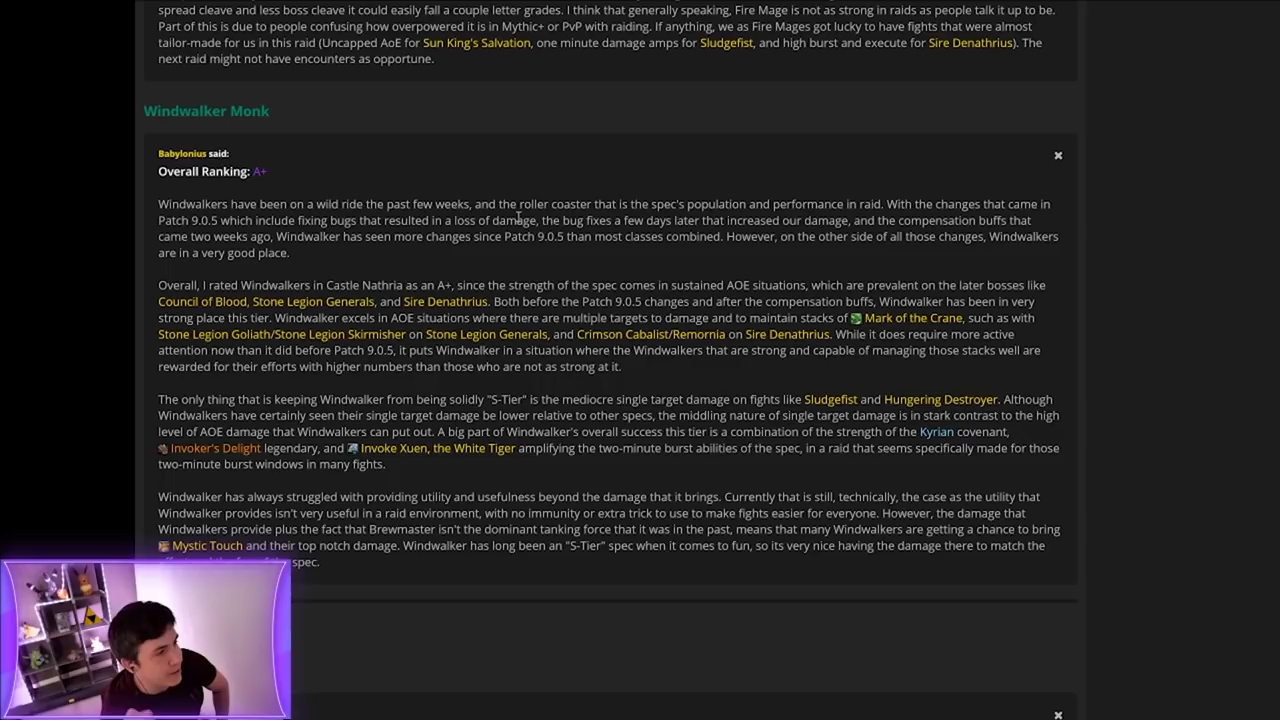 spread cleave and less boss cleave it could easily fall a couple letter grades. I think that generally speaking, Fire Mage is not as strong in raids as people talk it up to be.
Part of this is due to people confusing how overpowered it is in Mythic+ or PvP with raiding. If anything, we as Fire Mages got lucky to have fights that were almost
tailor-made for us in this raid (Uncapped AoE for Sun King's Salvation, one minute damage amps for Sludgefist, and high burst and execute for Sire Denathrius). The
next raid might not have encounters as opportune.
Windwalker Monk
Babylonius said:
Overall Ranking: A+
Windwalkers have been on a wild ride the past few weeks, and the roller coaster that is the spec's population and performance in raid. With the changes that came in
Patch 9.0.5 which include fixing bugs that resulted in a loss of damage, the bug fixes a few days later that increased our damage, and the compensation buffs that
came two weeks ago, Windwalker has seen more changes since Patch 9.0.5 than most classes combined. However, on the other side of all those changes, Windwalkers
are in a very good place.
Overall, I rated Windwalkers in Castle Nathria as an A+, since the strength of the spec comes in sustained AOE situations, which are prevalent on the later bosses like
Council of Blood, Stone Legion Generals, and Sire Denathrius. Both before the Patch 9.0.5 changes and after the compensation buffs, Windwalker has been in very
strong place this tier. Windwalker excels in AOE situations where there are multiple targets to damage and to maintain stacks of Mark of the Crane, such as with
Stone Legion Goliath/Stone Legion Skirmisher on Stone Legion Generals, and Crimson Cabalist/Remornia on Sire Denathrius. While it does require more active
attention now than it did before Patch 9.0.5, it puts Windwalker in a situation where the Windwalkers that are strong and capable of managing those stacks well are
rewarded for their efforts with higher numbers than those who are not as strong at it.
The only thing that is keeping Windwalker from being solidly "S-Tier" is the mediocre single target damage on fights like Sludgefist and Hungering Destroyer. Although
Windwalkers have certainly seen their single target damage be lower relative to other specs, the middling nature of single target damage is in stark contrast to the high
level of AOE damage that Windwalkers can put out. A big part of Windwalker's overall success this tier is a combination of the strength of the Kyrian covenant,
Invoker's Delight legendary, and Invoke Xuen, the White Tiger amplifying the two-minute burst abilities of the spec, in a raid that seems specifically made for those
two-minute burst windows in many fights.
Windwalker has always struggled with providing utility and usefulness beyond the damage that it brings. Currently that is still, technically, the case as the utility that
Windwalker provides isn't very useful in a raid environment, with no immunity or extra trick to use to make fights easier for everyone. However, the damage that
Windwalkers provide plus the fact that Brewmaster isn't the dominant tanking force that it was in the past, means that many Windwalkers are getting a chance to bring
Mystic Touch and their top notch damage. Windwalker has long been an "S-Tier" spec when it comes to fun, so its very nice having the damage there to match the
spec.